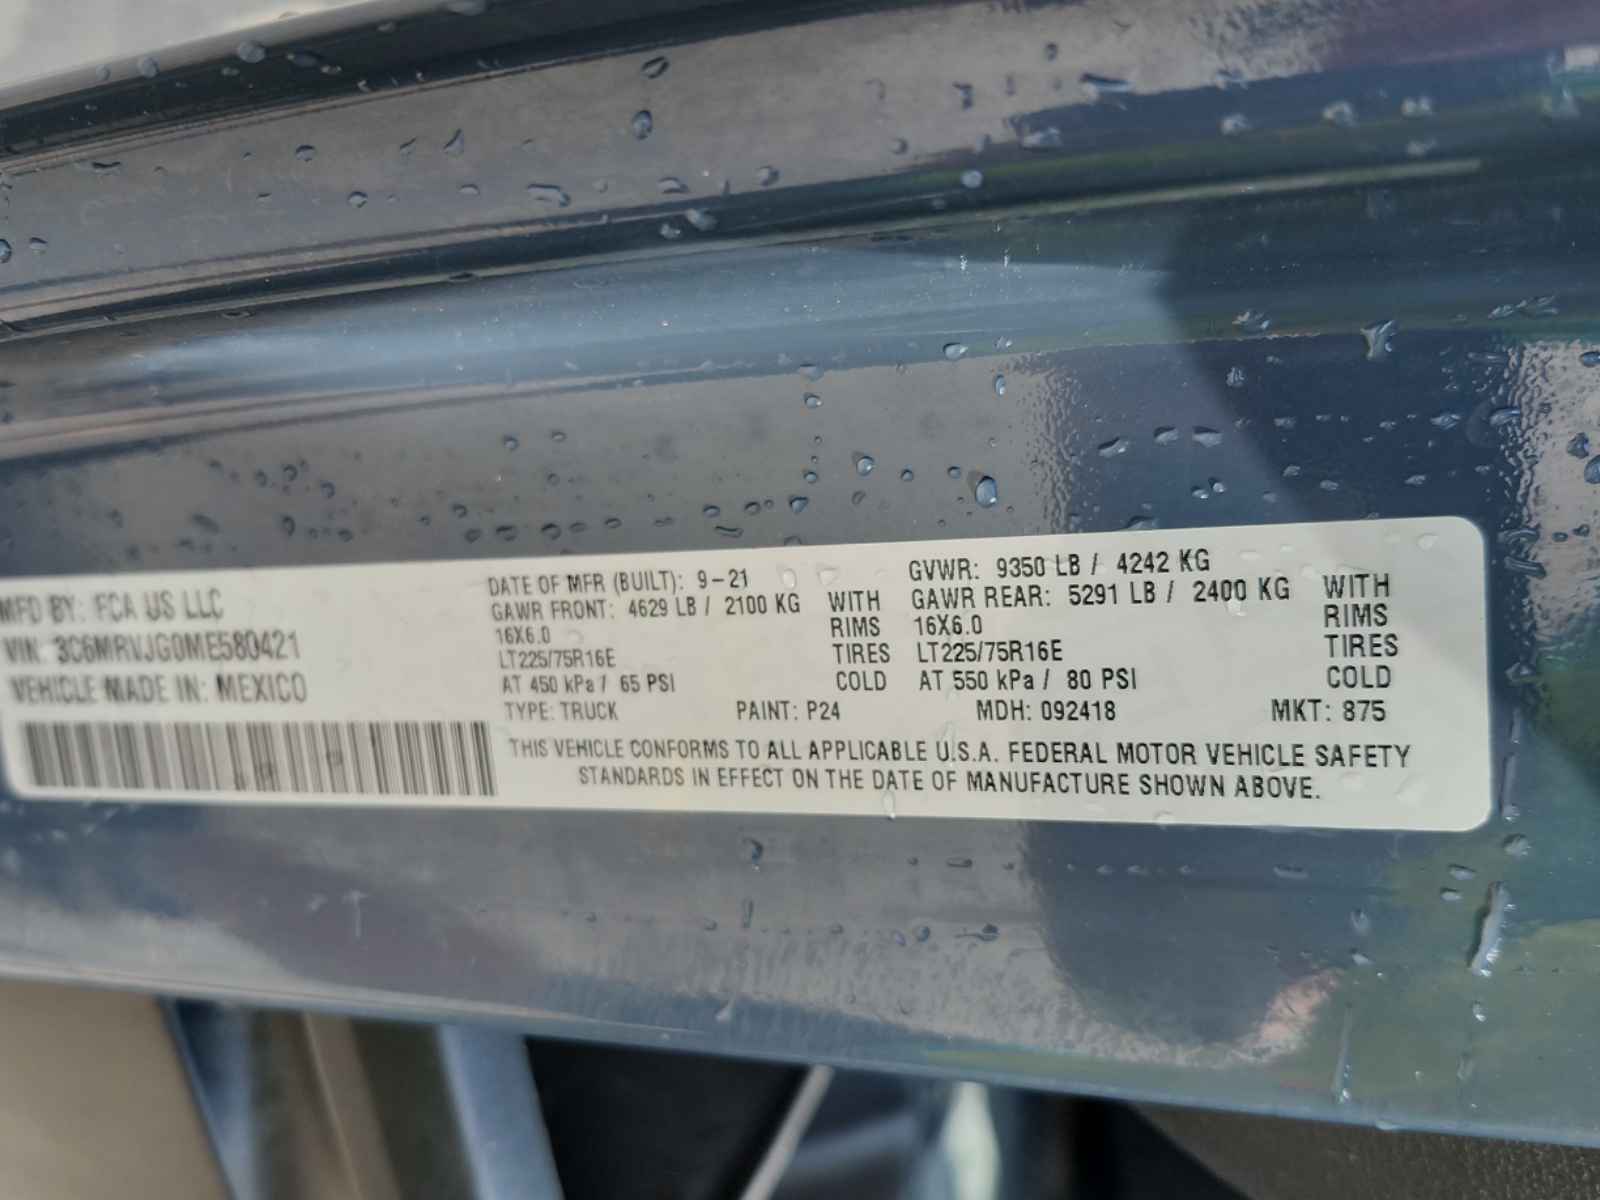 MFD BY: FCA US LLC
VIN: 3C6MRVJG0ME580421
VEHICLE MADE IN: MEXICO
DATE OF MFR (BUILT): 9-21
GAWR FRONT: 4629 LB / 2100 KG WITH
16X6.0 RIMS
LT225/75R16E TIRES
AT 450 kPa / 65 PSI COLD
GVWR: 9350 LB / 4242 KG
GAWR REAR: 5291 LB / 2400 KG WITH
16X6.0 RIMS
LT225/75R16E TIRES
AT 550 kPa / 80 PSI COLD
TYPE: TRUCK PAINT: P24 MDH: 092418 MKT: 875
THIS VEHICLE CONFORMS TO ALL APPLICABLE U.S.A. FEDERAL MOTOR VEHICLE SAFETY
STANDARDS IN EFFECT ON THE DATE OF MANUFACTURE SHOWN ABOVE.